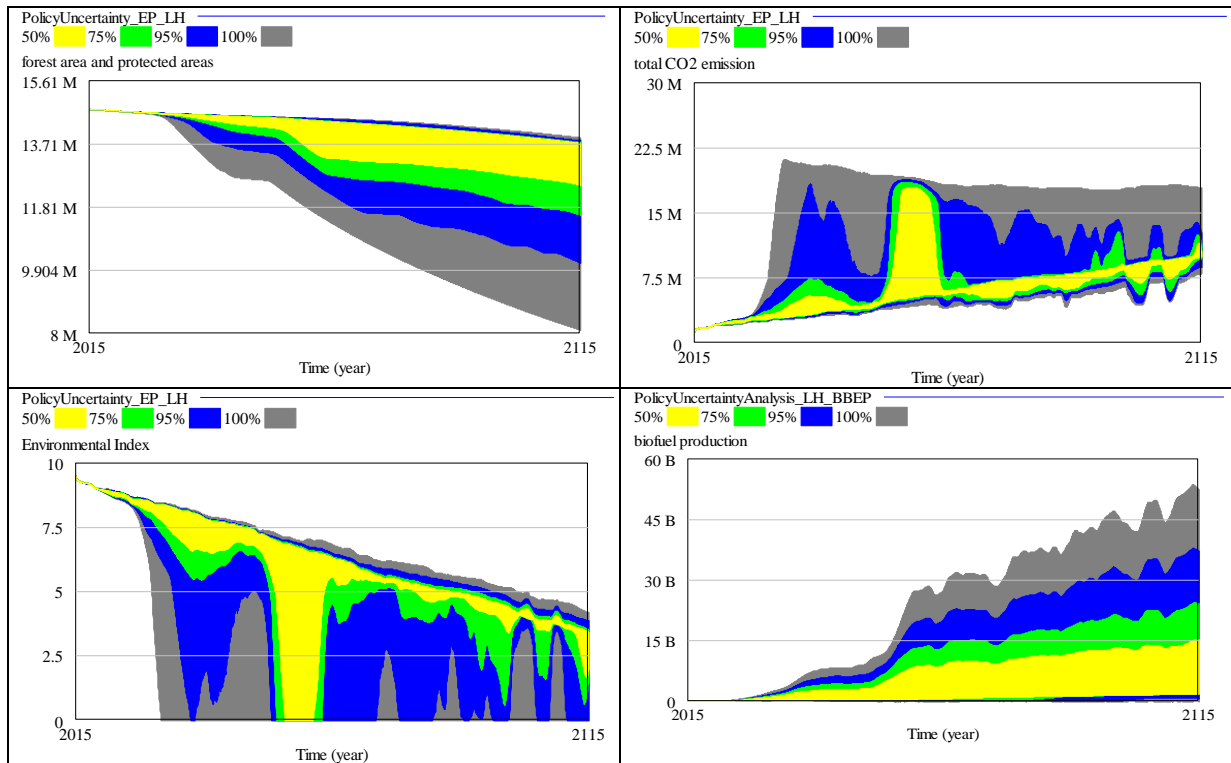 PolicyUncertainty_EP_LH
50% 75% 95% 100%
forest area and protected areas
15.61 M
13.71 M
11.81 M
9.904 M
8 M
2015 2115
Time (year)
PolicyUncertainty_EP_LH
50% 75% 95% 100%
total CO2 emission
30 M
22.5 M
15 M
7.5 M
0
2015 2115
Time (year)
PolicyUncertainty_EP_LH
50% 75% 95% 100%
Environmental Index
10
7.5
5
2.5
0
2015 2115
Time (year)
PolicyUncertaintyAnalysis_LH_BBEP
50% 75% 95% 100%
biofuel production
60 B
45 B
30 B
15 B
0
2015 2115
Time (year)